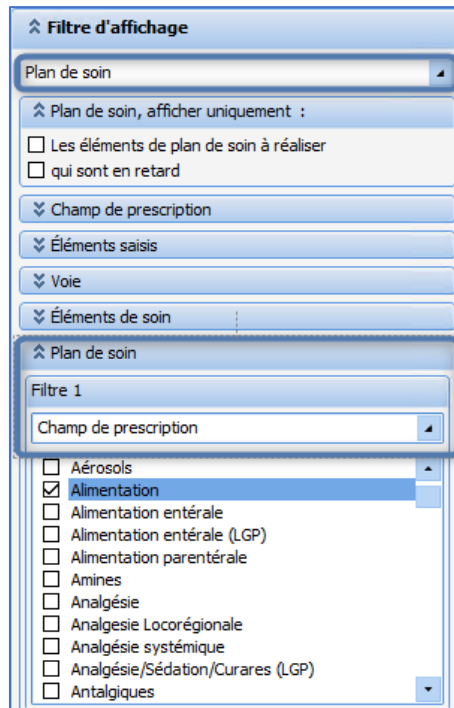 Filtre d'affichage
Plan de soin
Plan de soin, afficher uniquement :
Les éléments de plan de soin à réaliser
qui sont en retard
Champ de prescription
Éléments saisis
Voie
Éléments de soin
Plan de soin
Filtre 1
Champ de prescription
Aérosols
Alimentation
Alimentation entérale
Alimentation entérale (LGP)
Alimentation parentérale
Amines
Analgésie
Analgesie Locorégionale
Analgésie systémique
Analgésie/Sédation/Curares (LGP)
Antalgiques